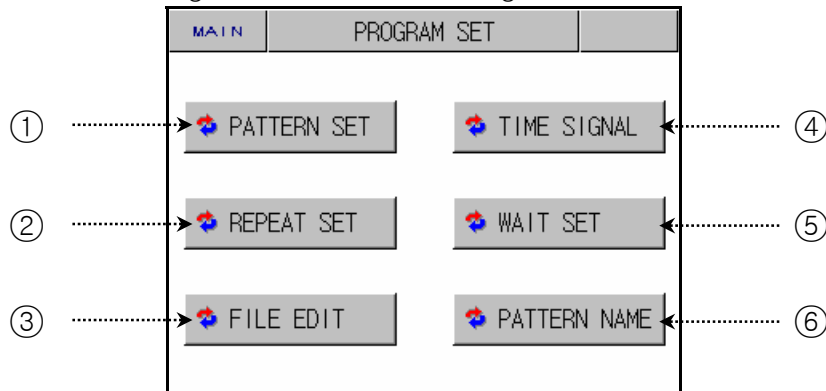 MAIN PROGRAM SET
① PATTERN SET TIME SIGNAL ④
② REPEAT SET WAIT SET ⑤
③ FILE EDIT PATTERN NAME ⑥